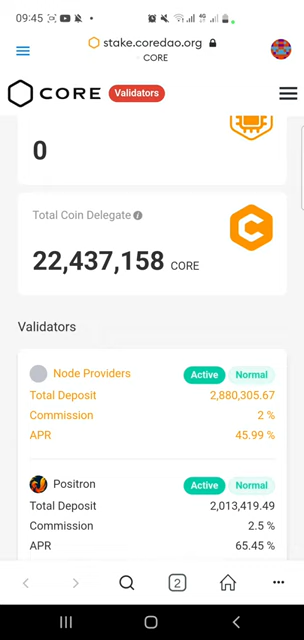 09:45
stake.coredao.org
CORE
CORE Validators
0
Total Coin Delegate
22,437,158 CORE
Validators
Node Providers Active Normal
Total Deposit 2,880,305.67
Commission 2 %
APR 45.99 %
Positron Active Normal
Total Deposit 2,013,419.49
Commission 2.5 %
APR 65.45 %
2